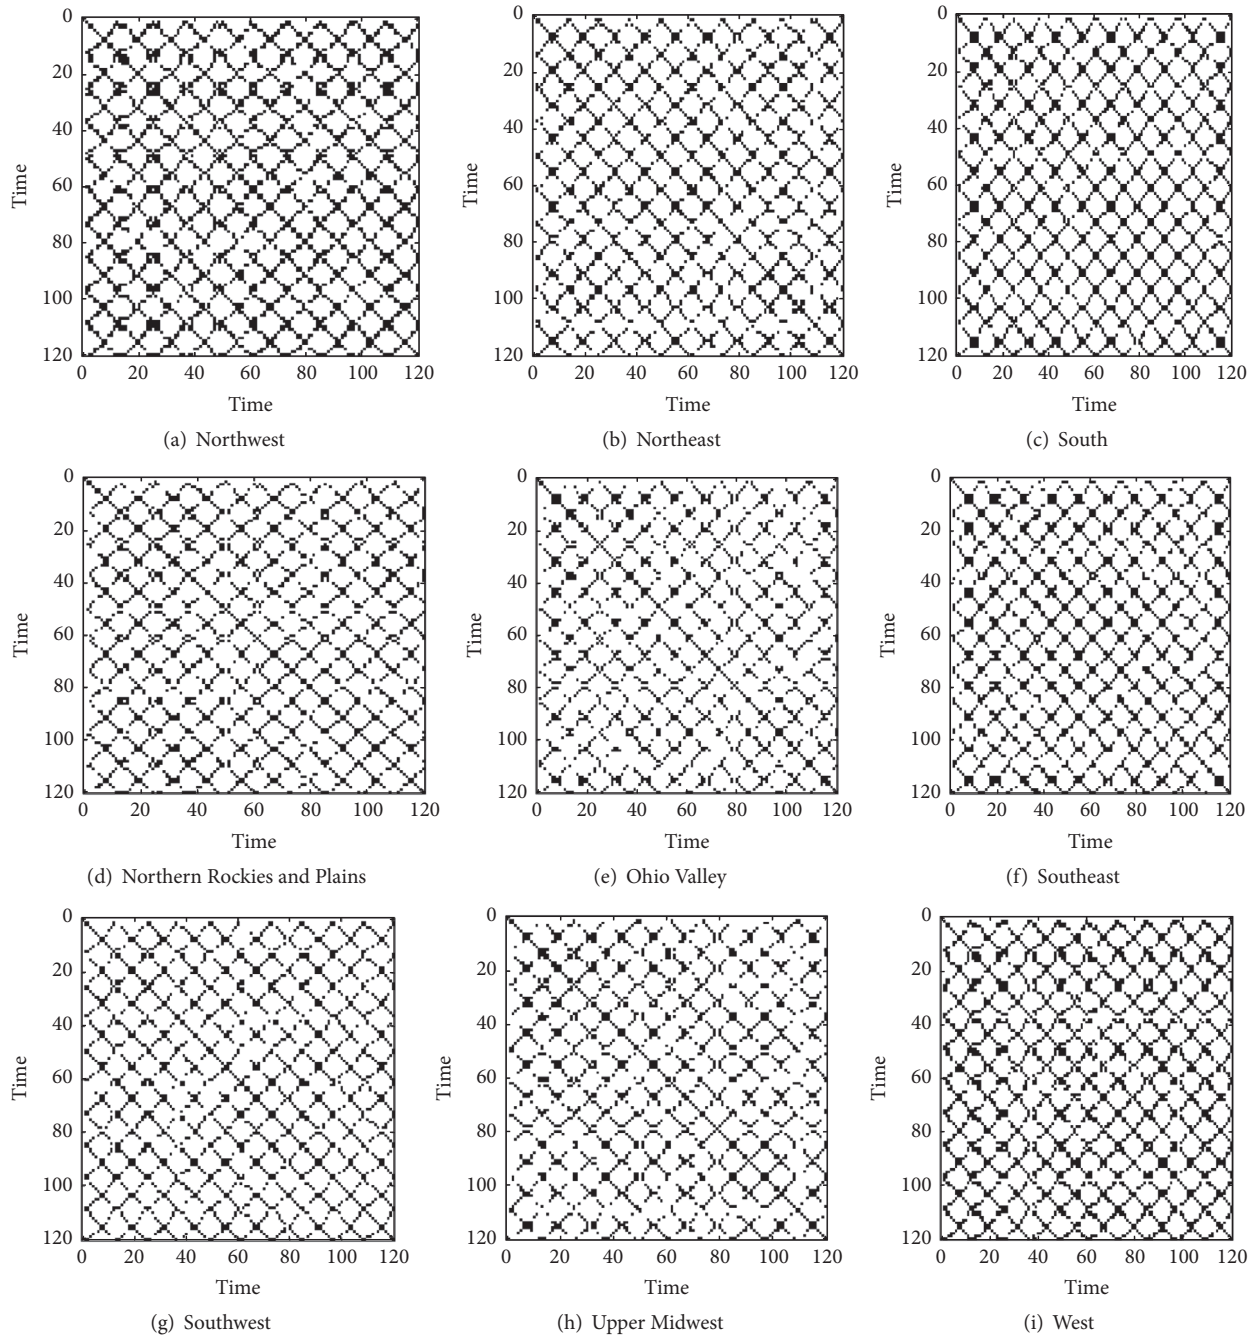 0
20
40
60
80
100
120
Time
0 20 40 60 80 100 120
Time
(a) Northwest
0
20
40
60
80
100
120
Time
0 20 40 60 80 100 120
Time
(b) Northeast
0
20
40
60
80
100
120
Time
0 20 40 60 80 100 120
Time
(c) South
0
20
40
60
80
100
120
Time
0 20 40 60 80 100 120
Time
(d) Northern Rockies and Plains
0
20
40
60
80
100
120
Time
0 20 40 60 80 100 120
Time
(e) Ohio Valley
0
20
40
60
80
100
120
Time
0 20 40 60 80 100 120
Time
(f) Southeast
0
20
40
60
80
100
120
Time
0 20 40 60 80 100 120
Time
(g) Southwest
0
20
40
60
80
100
120
Time
0 20 40 60 80 100 120
Time
(h) Upper Midwest
0
20
40
60
80
100
120
Time
0 20 40 60 80 100 120
Time
(i) West